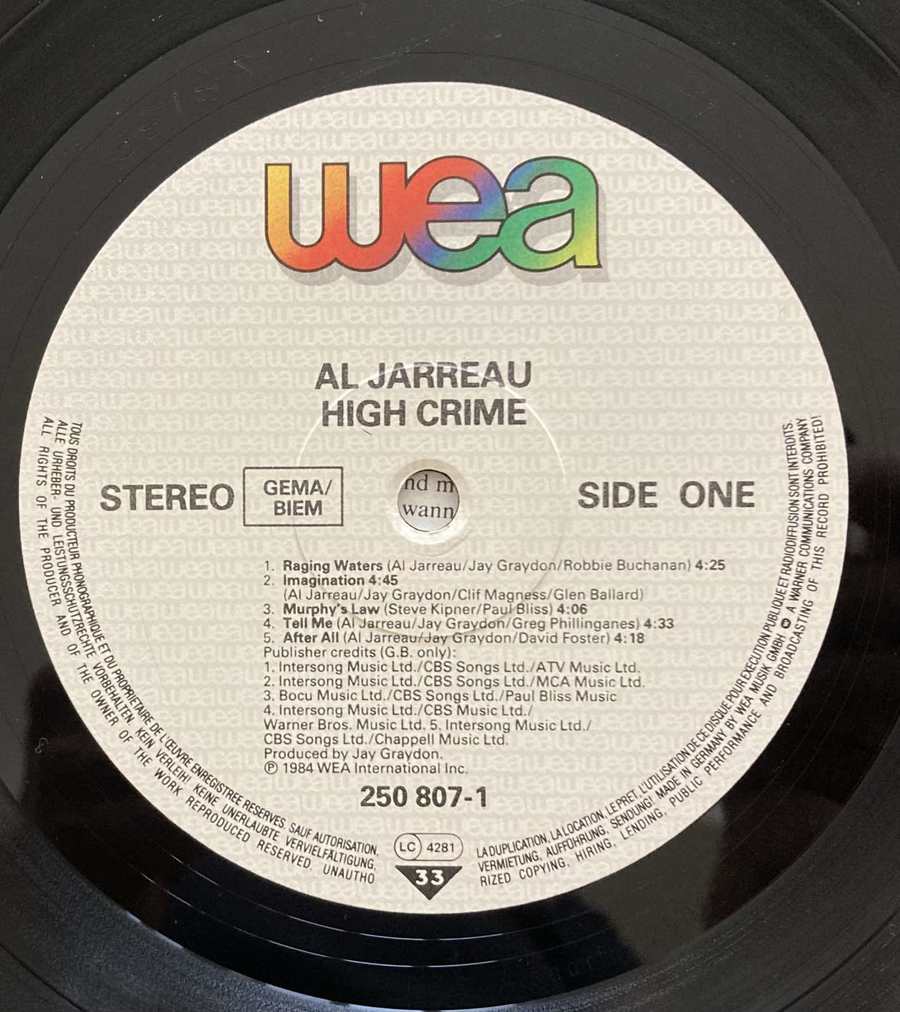 wea
AL JARREAU
HIGH CRIME
STEREO
GEMA/
BIEM
nd m
wann
SIDE ONE
1. Raging Waters (Al Jarreau/Jay Graydon/Robbie Buchanan) 4:25
2. Imagination 4:45
(Al Jarreau/Jay Graydon/Clif Magness/Glen Ballard)
3. Murphy's Law (Steve Kipner/Paul Bliss) 4:06
4. Tell Me (Al Jarreau/Jay Graydon/Greg Phillinganes) 4:33
5. After All (Al Jarreau/Jay Graydon/David Foster) 4:18
Publisher credits (G.B. only):
1. Intersong Music Ltd./CBS Songs Ltd./ATV Music Ltd.
2. Intersong Music Ltd./CBS Songs Ltd./MCA Music Ltd.
3. Bocu Music Ltd./CBS Songs Ltd./Paul Bliss Music
4. Intersong Music Ltd./CBS Music Ltd./
Warner Bros. Music Ltd. 5. Intersong Music Ltd./
CBS Songs Ltd./Chappell Music Ltd.
Produced by Jay Graydon.
℗ 1984 WEA International Inc.
250 807-1
LC 4281
33
TOUS DROITS DU PRODUCTEUR PHONOGRAPHIQUE ET DU PROPRIETAIRE DE L'ŒUVRE ENREGISTREE RESERVES. SAUF AUTORISATION, LA DUPLICATION, LA LOCATION, LE PRET, L'UTILISATION DE CE DISQUE POUR EXECUTION PUBLIQUE ET RADIODIFFUSION SONT INTERDITS.
ALLE URHEBER- UND LEISTUNGSSCHUTZRECHTE VORBEHALTEN. KEIN VERLEIH! KEINE UNERLAUBTE VERVIELFÄLTIGUNG, VERMIETUNG, AUFFÜHRUNG, SENDUNG! MADE IN GERMANY BY WEA MUSIK GMBH A WARNER COMMUNICATIONS COMPANY
ALL RIGHTS OF THE PRODUCER AND OF THE OWNER OF THE WORK REPRODUCED RESERVED. UNAUTHORIZED COPYING, HIRING, LENDING, PUBLIC PERFORMANCE AND BROADCASTING OF THIS RECORD PROHIBITED!